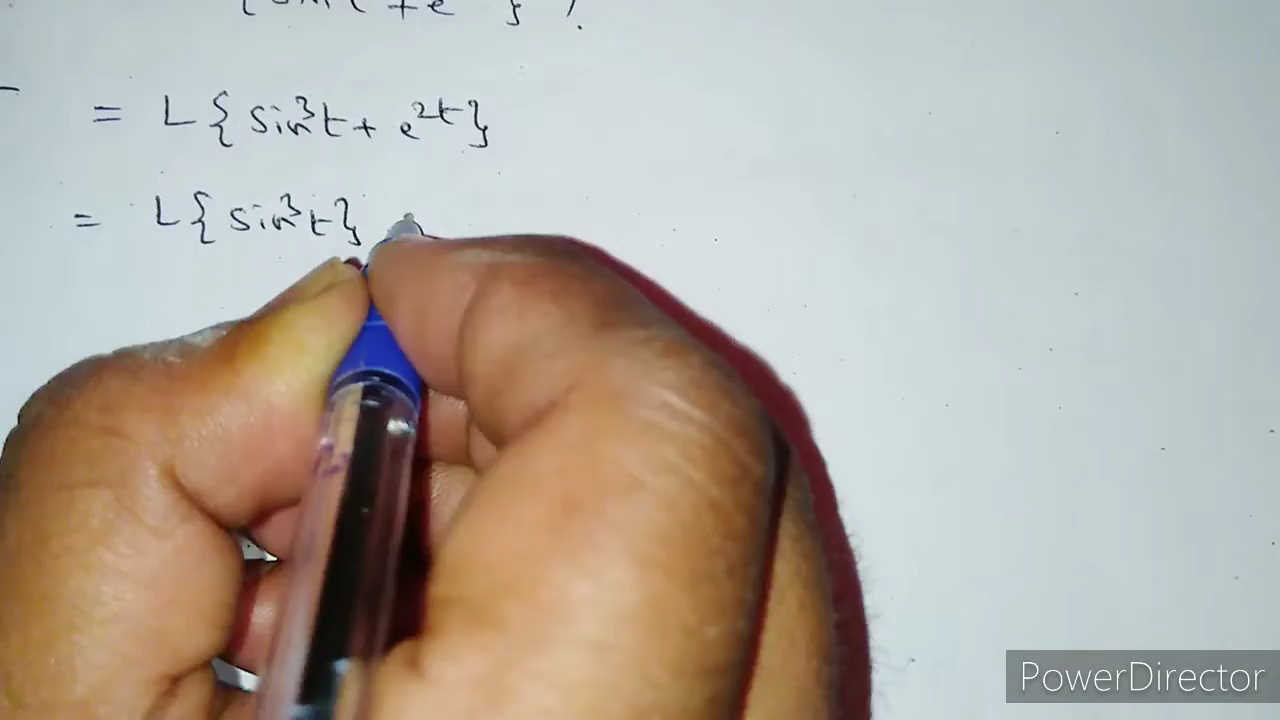 = L{sin³t + e²ᵗ}
= L{sin³t}
PowerDirector